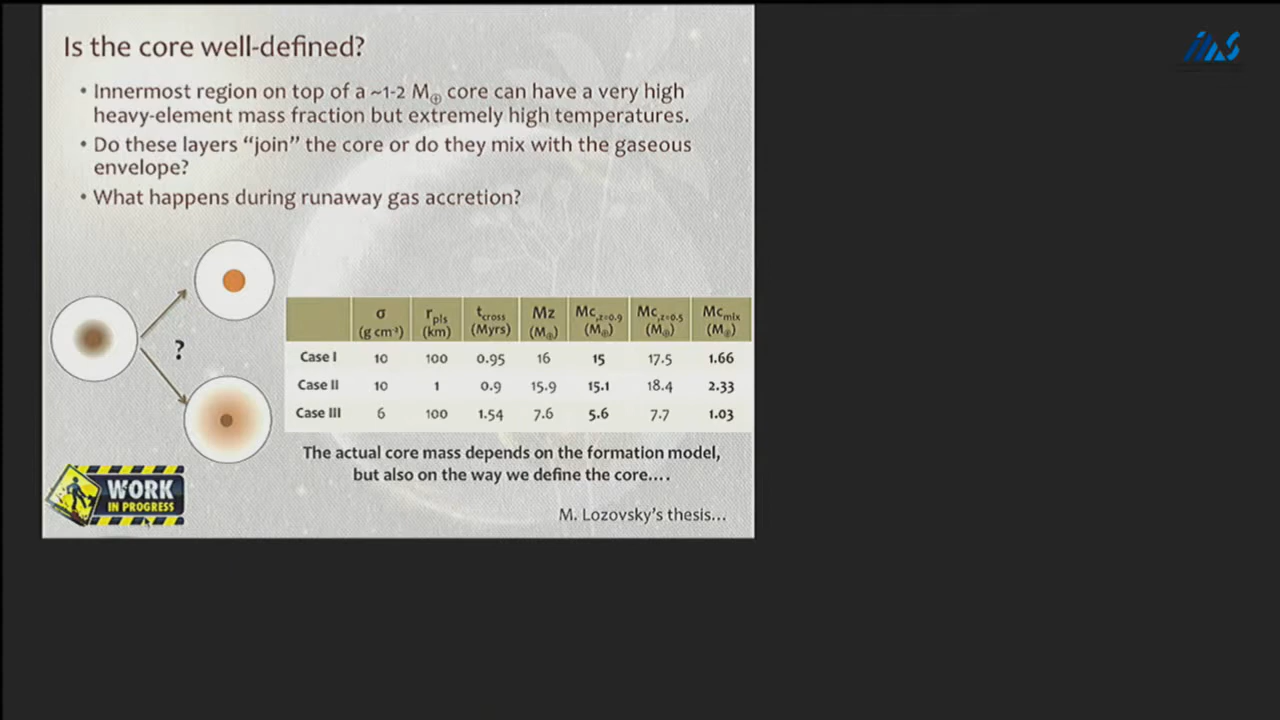 Is the core well-defined?
• Innermost region on top of a ~1-2 M⊕ core can have a very high
heavy-element mass fraction but extremely high temperatures.
• Do these layers “join” the core or do they mix with the gaseous
envelope?
• What happens during runaway gas accretion?
?
σ (g cm⁻²) r_pls (km) t_cross (Myrs) Mz (M⊕) Mc,z=0.9 (M⊕) Mc,z=0.5 (M⊕) Mc_mix (M⊕)
Case I 10 100 0.95 16 15 17.5 1.66
Case II 10 1 0.9 15.9 15.1 18.4 2.33
Case III 6 100 1.54 7.6 5.6 7.7 1.03
The actual core mass depends on the formation model,
but also on the way we define the core....
WORK
IN PROGRESS
M. Lozovsky's thesis...